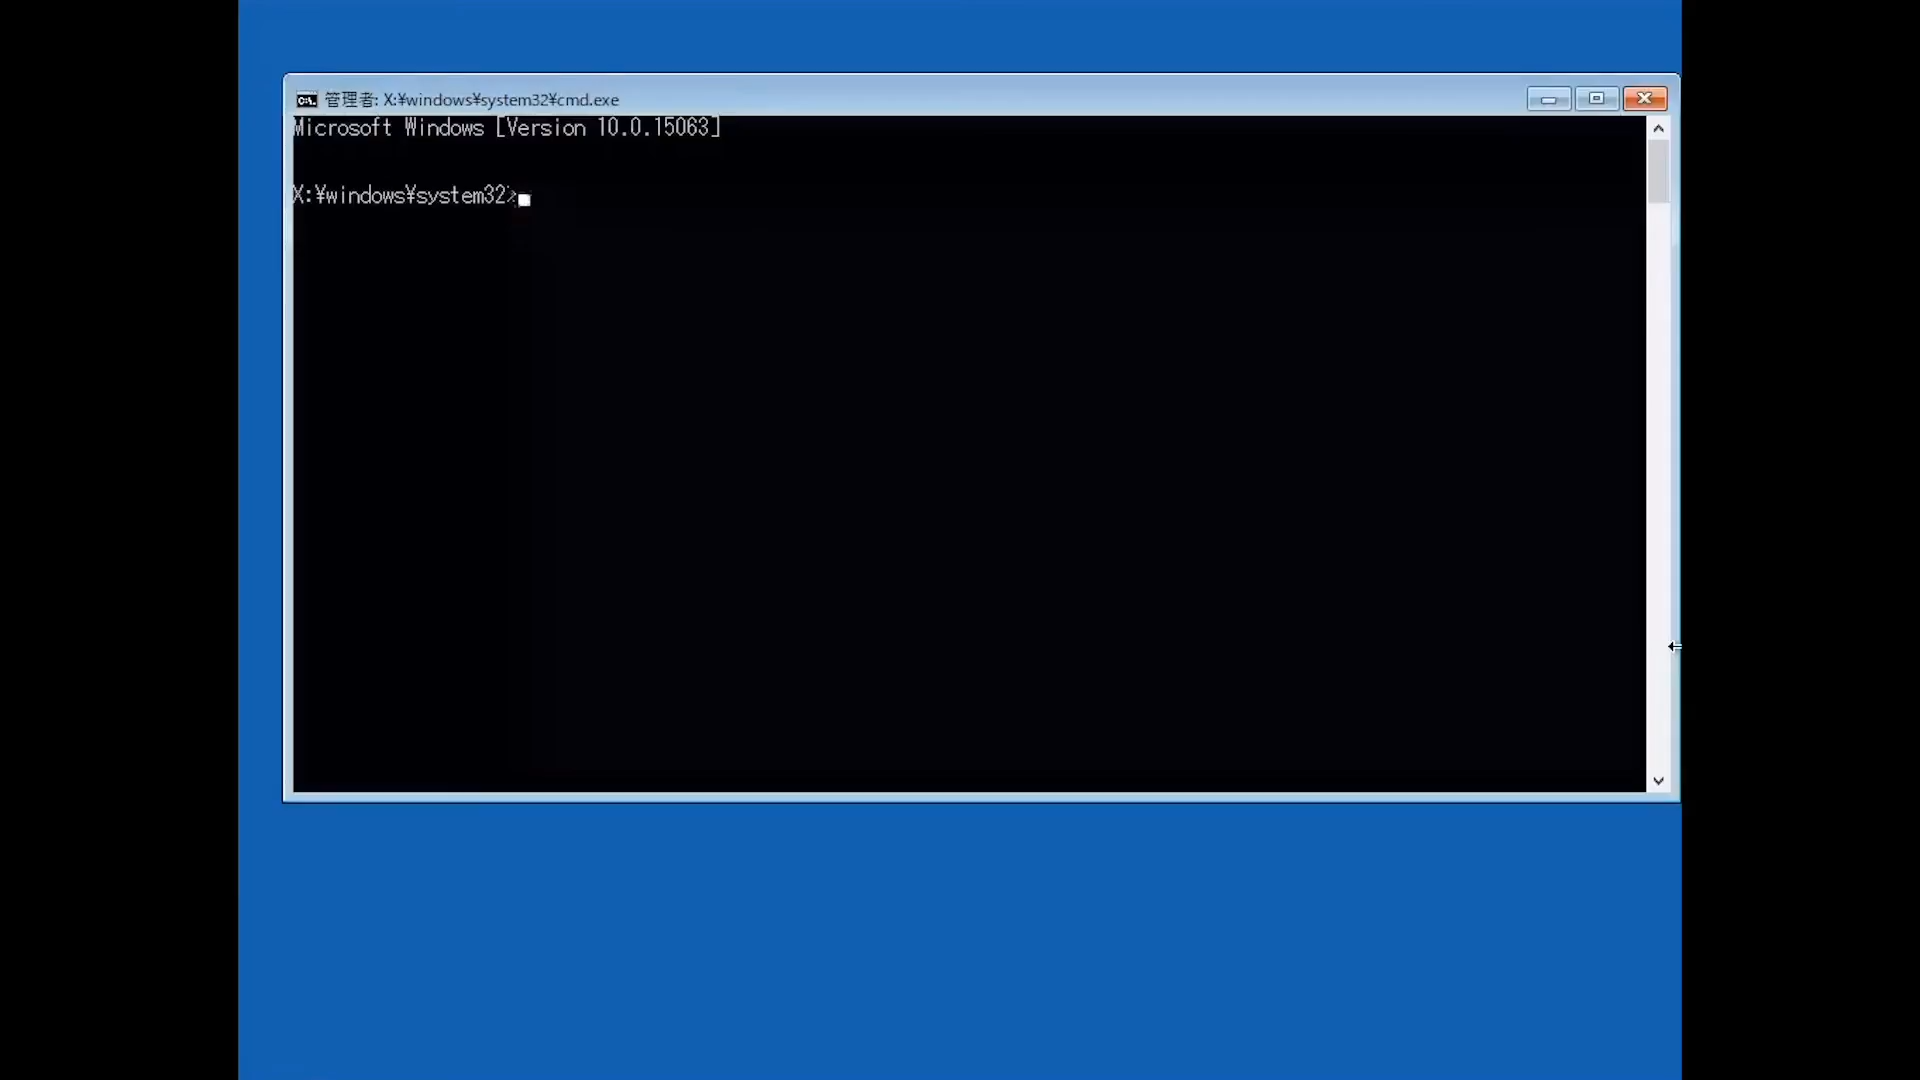 管理者: X:¥windows¥system32¥cmd.exe
Microsoft Windows [Version 10.0.15063]
X:¥windows¥system32>